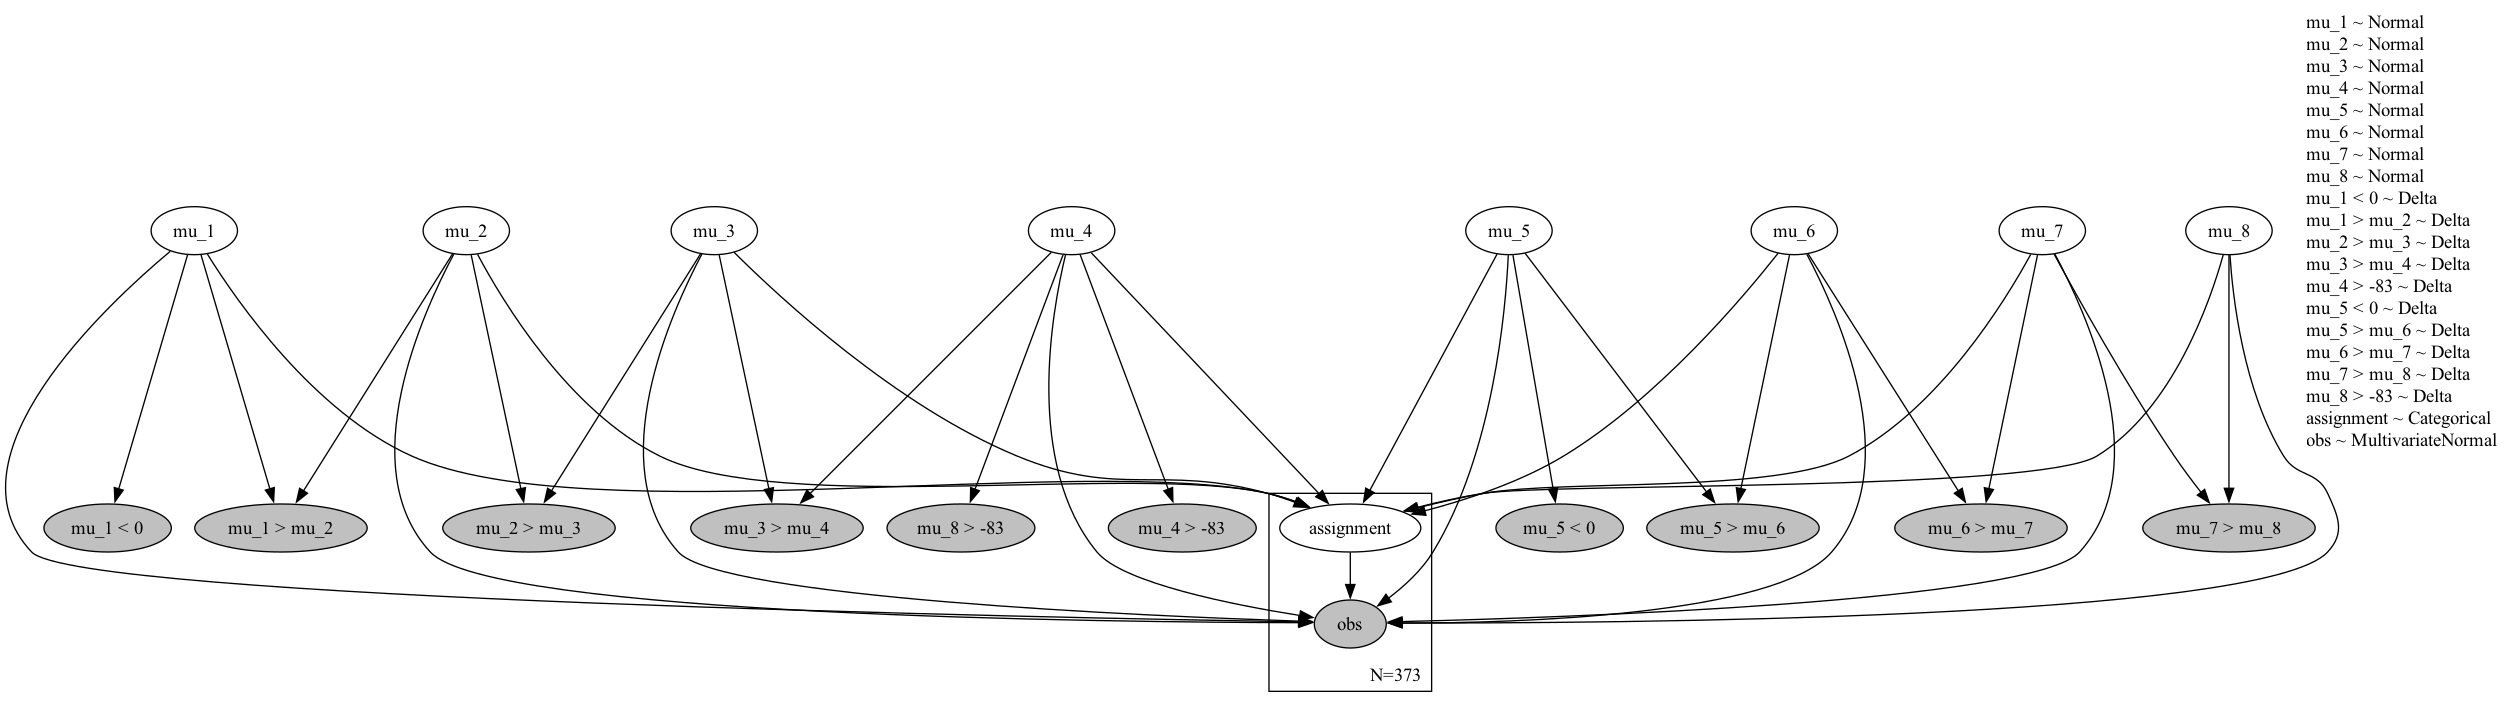 mu_1 ~ Normal
mu_2 ~ Normal
mu_3 ~ Normal
mu_4 ~ Normal
mu_5 ~ Normal
mu_6 ~ Normal
mu_7 ~ Normal
mu_8 ~ Normal
mu_1 < 0 ~ Delta
mu_1 > mu_2 ~ Delta
mu_2 > mu_3 ~ Delta
mu_3 > mu_4 ~ Delta
mu_4 > -83 ~ Delta
mu_5 < 0 ~ Delta
mu_5 > mu_6 ~ Delta
mu_6 > mu_7 ~ Delta
mu_7 > mu_8 ~ Delta
mu_8 > -83 ~ Delta
assignment ~ Categorical
obs ~ MultivariateNormal
mu_1
mu_2
mu_3
mu_4
mu_5
mu_6
mu_7
mu_8
mu_1 < 0
mu_1 > mu_2
mu_2 > mu_3
mu_3 > mu_4
mu_8 > -83
mu_4 > -83
assignment
mu_5 < 0
mu_5 > mu_6
mu_6 > mu_7
mu_7 > mu_8
obs
N=373